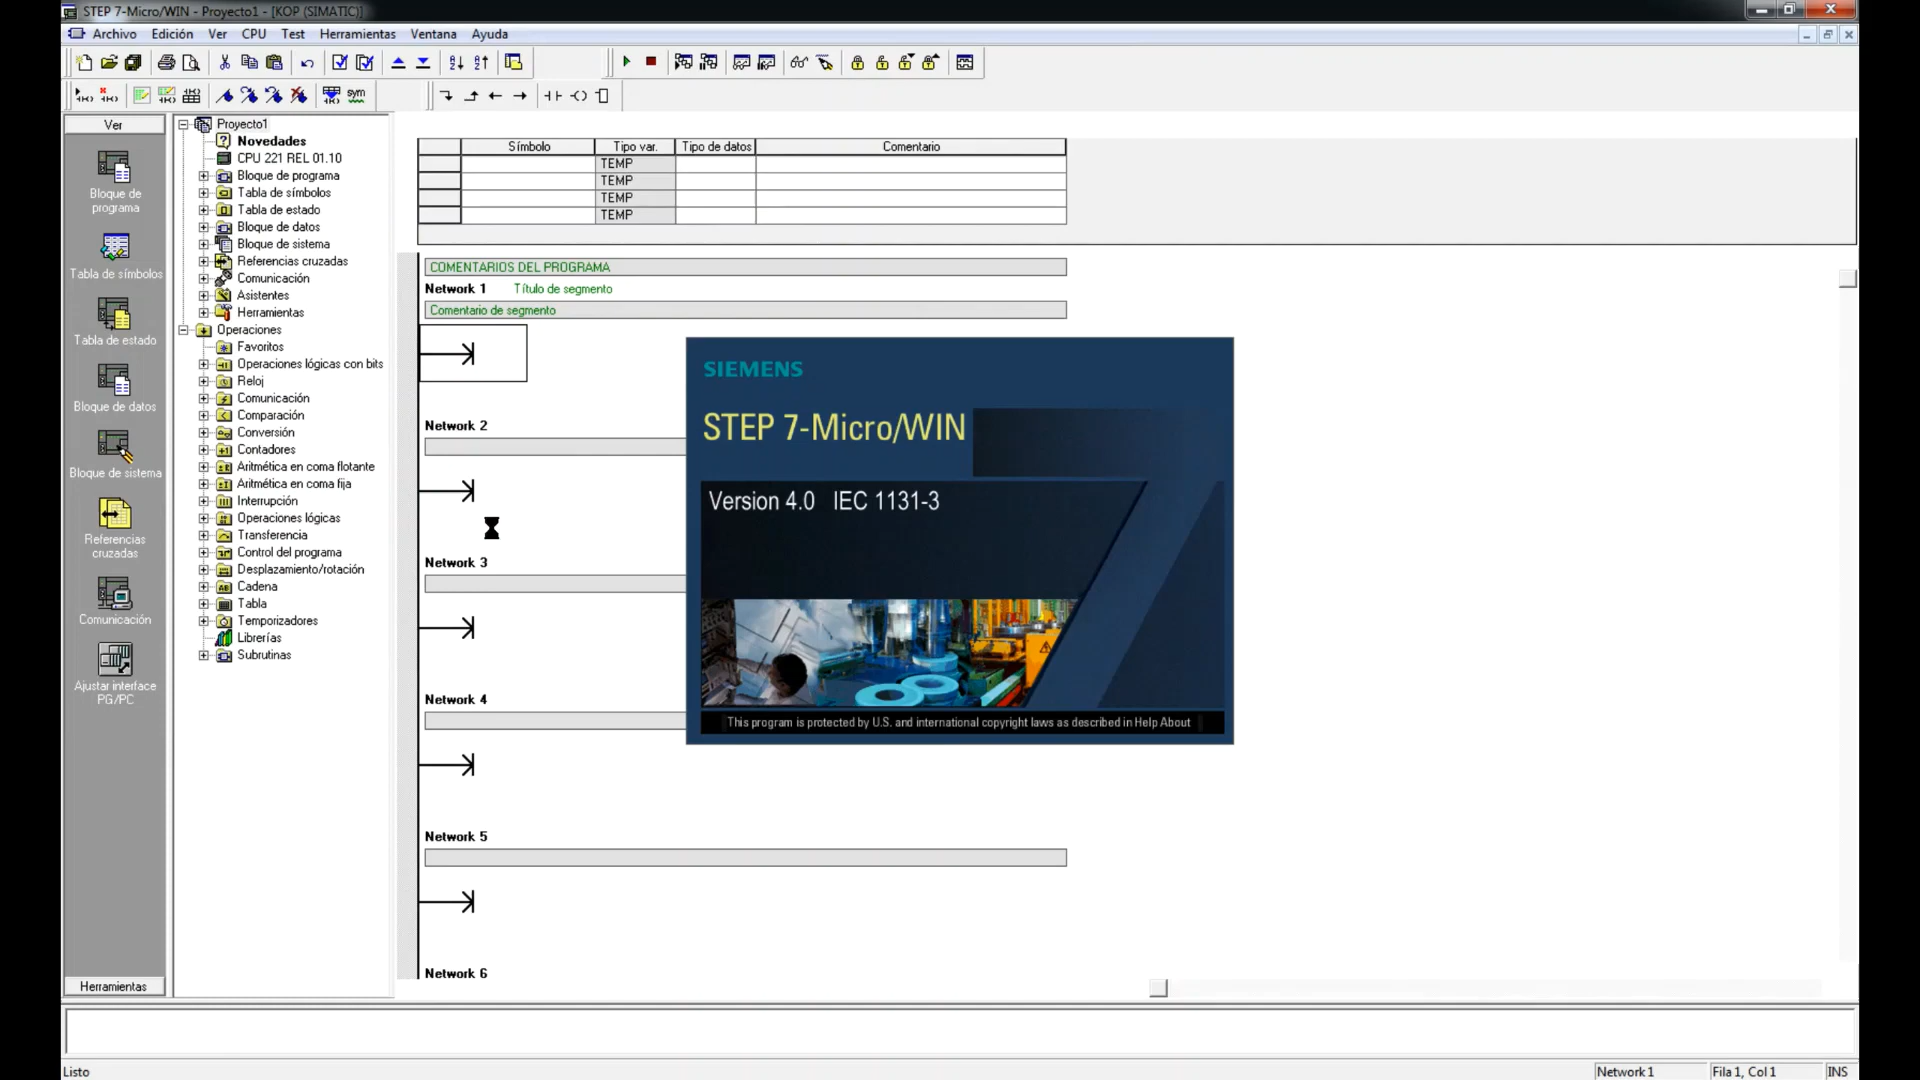 STEP 7-Micro/WIN - Proyecto1 - [KOP (SIMATIC)]
Archivo Edición Ver CPU Test Herramientas Ventana Ayuda
sym
Ver
Bloque de
programa
Tabla de símbolos
Tabla de estado
Bloque de datos
Bloque de sistema
Referencias
cruzadas
Comunicación
Ajustar interface
PG/PC
Herramientas
Proyecto1
Novedades
CPU 221 REL 01.10
Bloque de programa
Tabla de símbolos
Tabla de estado
Bloque de datos
Bloque de sistema
Referencias cruzadas
Comunicación
Asistentes
Herramientas
Operaciones
Favoritos
Operaciones lógicas con bits
Reloj
Comunicación
Comparación
Conversión
Contadores
Aritmética en coma flotante
Aritmética en coma fija
Interrupción
Operaciones lógicas
Transferencia
Control del programa
Desplazamiento/rotación
Cadena
Tabla
Temporizadores
Librerías
Subrutinas
Símbolo Tipo var. Tipo de datos Comentario
TEMP
TEMP
TEMP
TEMP
COMENTARIOS DEL PROGRAMA
Network 1 Título de segmento
Comentario de segmento
Network 2
Network 3
Network 4
Network 5
Network 6
SIEMENS
STEP 7-Micro/WIN
Version 4.0 IEC 1131-3
This program is protected by U.S. and international copyright laws as described in Help About
Listo
Network 1 Fila 1, Col 1 INS